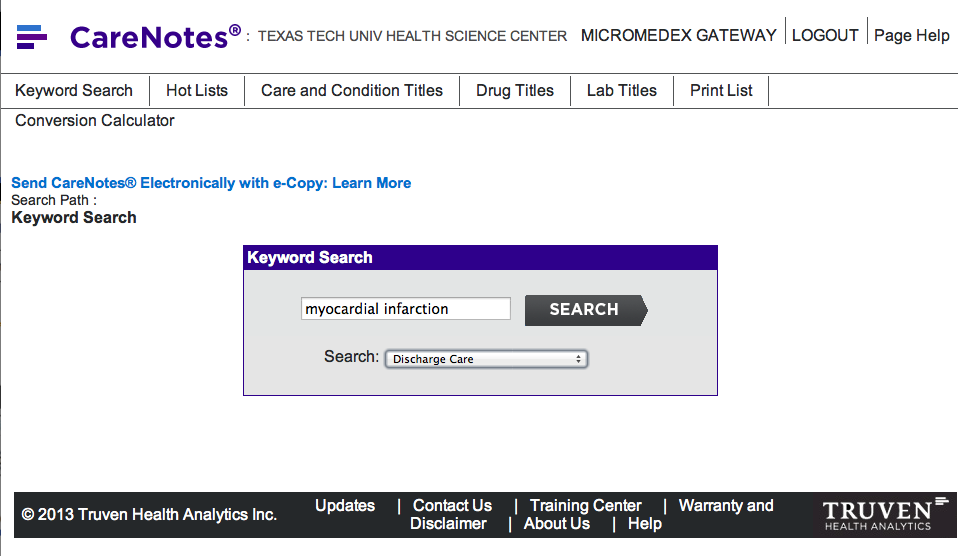 CareNotes® : TEXAS TECH UNIV HEALTH SCIENCE CENTER MICROMEDEX GATEWAY LOGOUT Page Help
Keyword Search Hot Lists Care and Condition Titles Drug Titles Lab Titles Print List
Conversion Calculator
Send CareNotes® Electronically with e-Copy: Learn More
Search Path :
Keyword Search
Keyword Search
myocardial infarction SEARCH
Search: Discharge Care
© 2013 Truven Health Analytics Inc.
Updates | Contact Us | Training Center | Warranty and
Disclaimer | About Us | Help
TRUVEN
HEALTH ANALYTICS